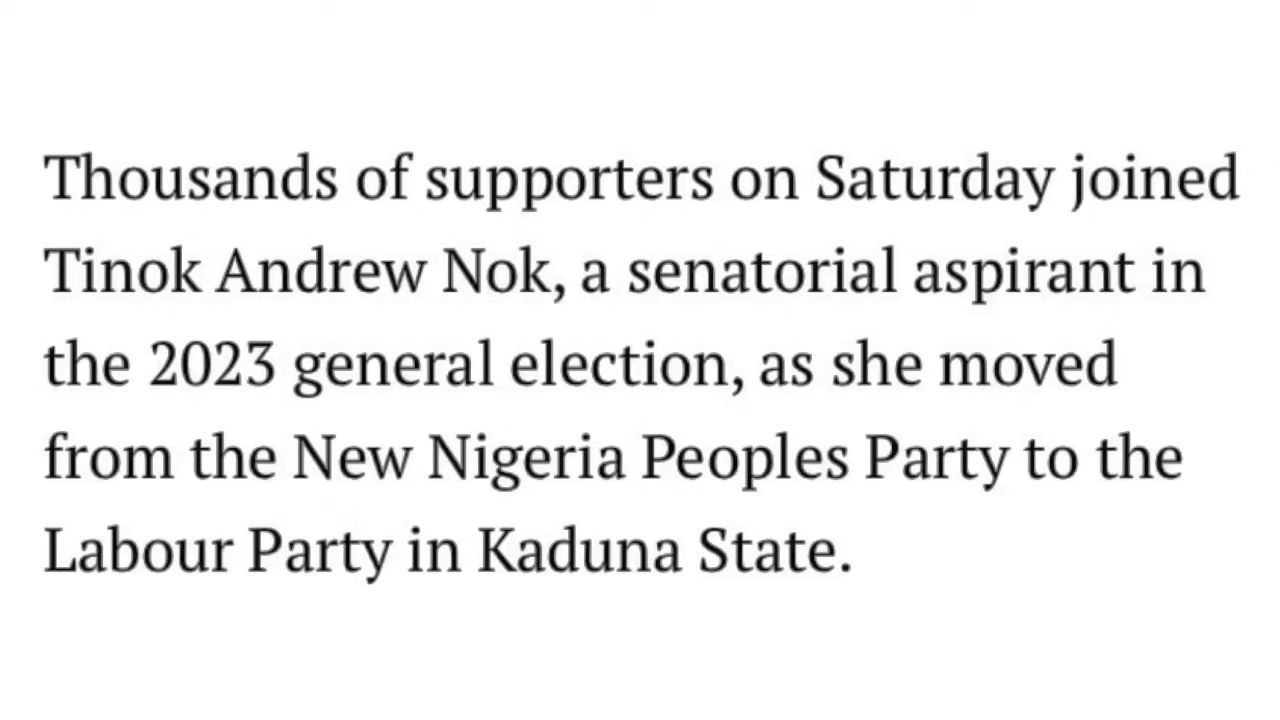 Thousands of supporters on Saturday joined
Tinok Andrew Nok, a senatorial aspirant in
the 2023 general election, as she moved
from the New Nigeria Peoples Party to the
Labour Party in Kaduna State.